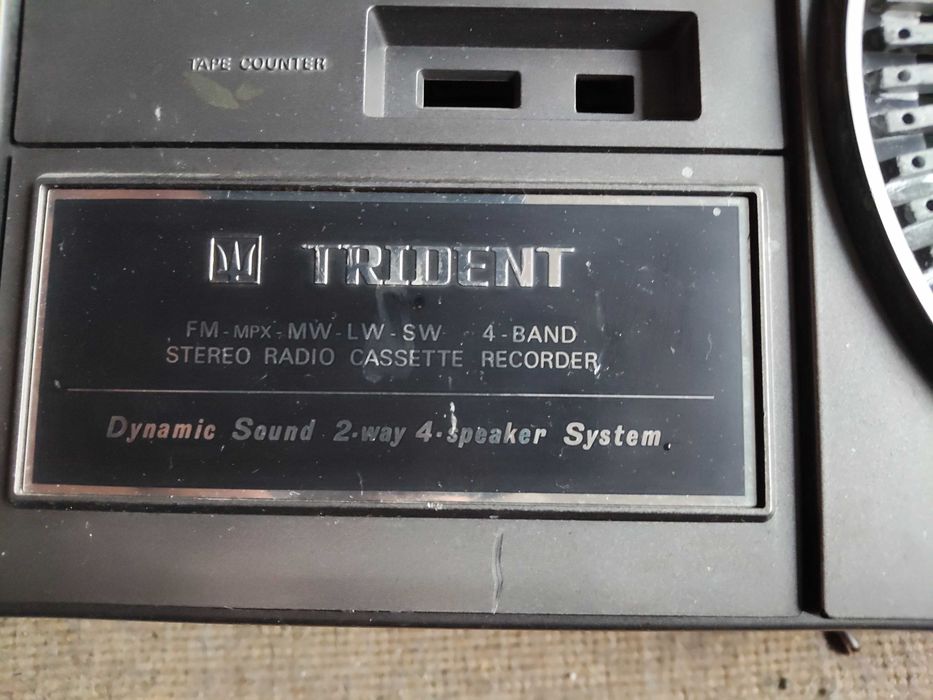 TAPE COUNTER
TRIDENT
FM-MPX-MW-LW-SW 4-BAND
STEREO RADIO CASSETTE RECORDER
Dynamic Sound 2-way 4-speaker System